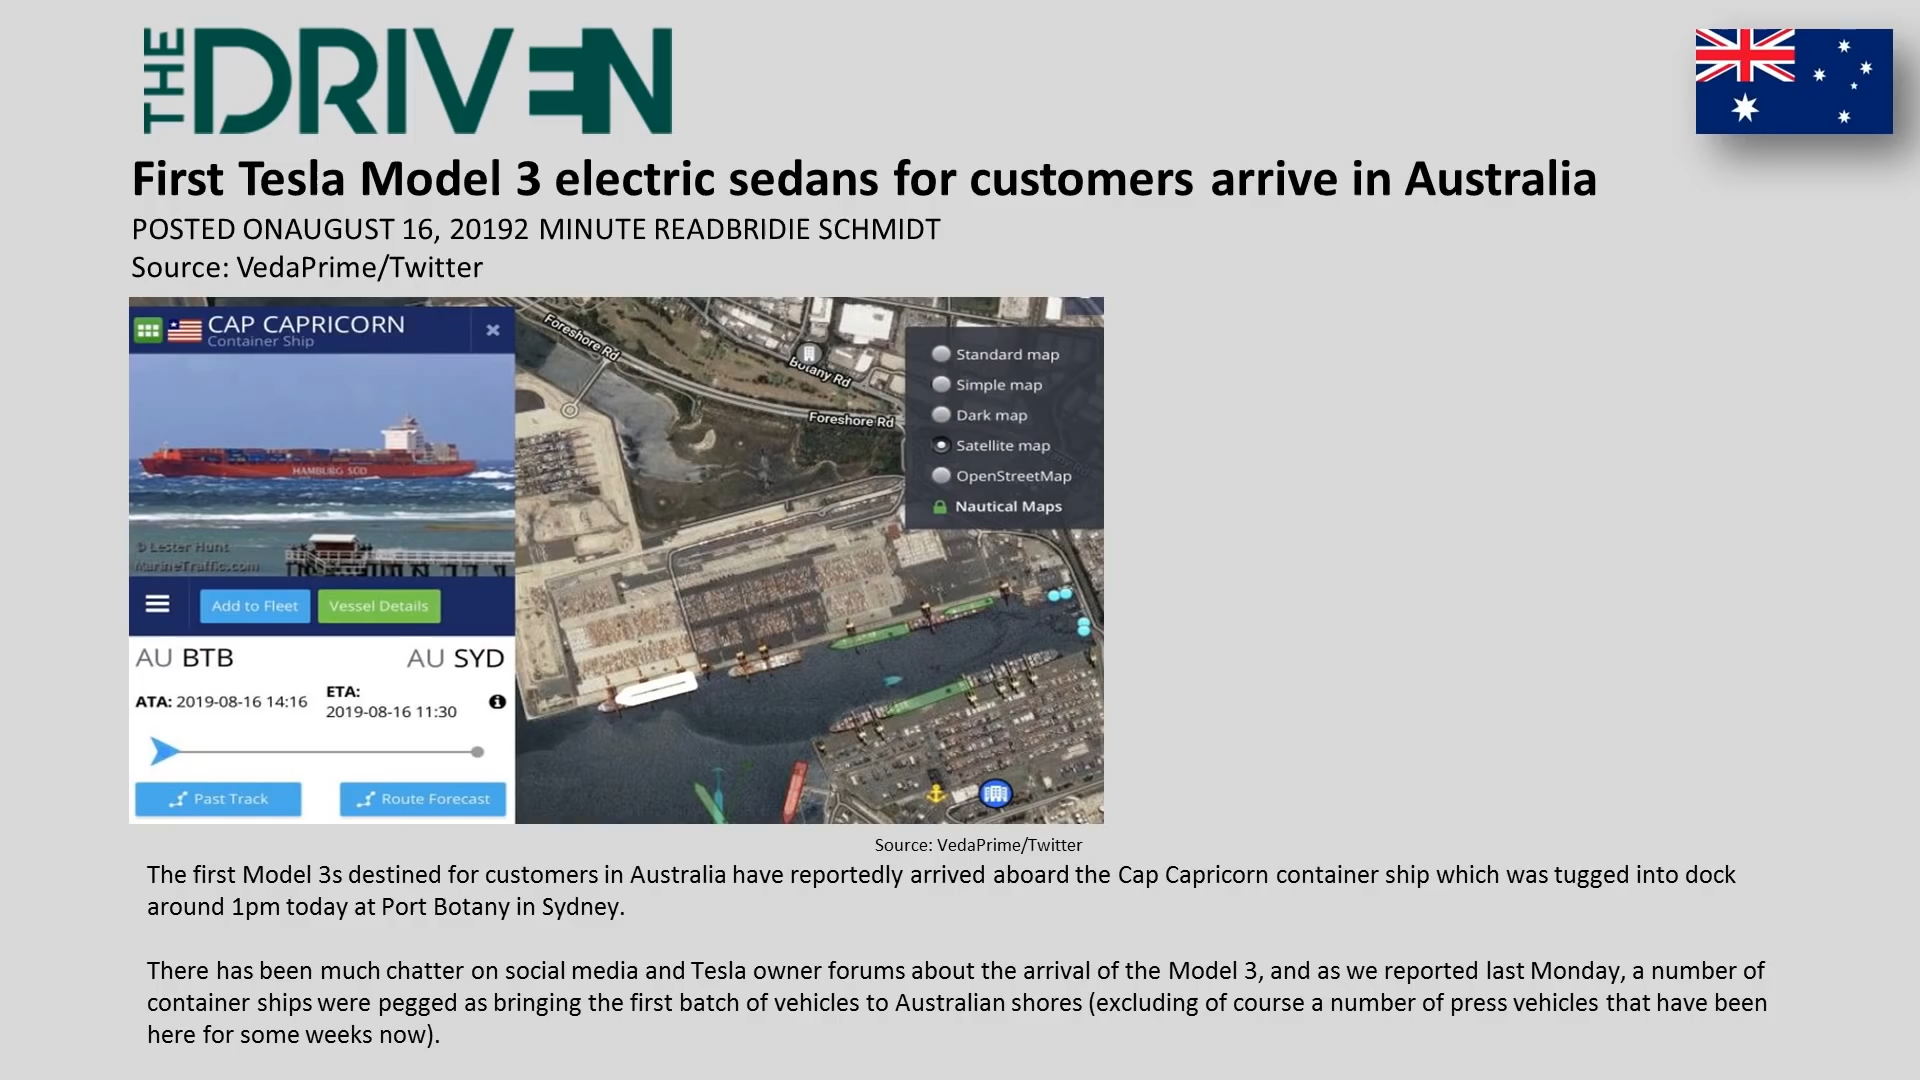 THE DRIVEN
First Tesla Model 3 electric sedans for customers arrive in Australia
POSTED ONAUGUST 16, 20192 MINUTE READBRIDIE SCHMIDT
Source: VedaPrime/Twitter
CAP CAPRICORN
Container Ship
HAMBURG SÜD
© Lester Hunt
MarineTraffic.com
Add to Fleet
Vessel Details
AU BTB
AU SYD
ATA: 2019-08-16 14:16
ETA:
2019-08-16 11:30
Past Track
Route Forecast
Foreshore Rd
Botany Rd
Foreshore Rd
Standard map
Simple map
Dark map
Satellite map
OpenStreetMap
Nautical Maps
Source: VedaPrime/Twitter
The first Model 3s destined for customers in Australia have reportedly arrived aboard the Cap Capricorn container ship which was tugged into dock
around 1pm today at Port Botany in Sydney.
There has been much chatter on social media and Tesla owner forums about the arrival of the Model 3, and as we reported last Monday, a number of
container ships were pegged as bringing the first batch of vehicles to Australian shores (excluding of course a number of press vehicles that have been
here for some weeks now).